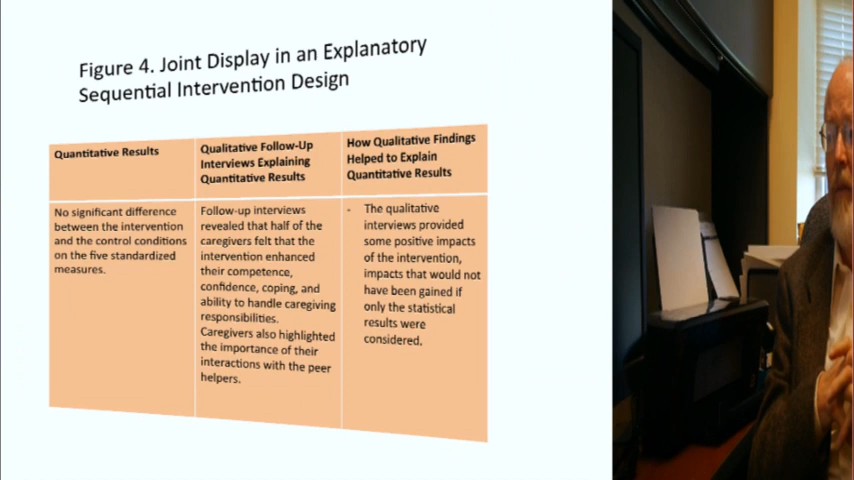 Figure 4. Joint Display in an Explanatory
Sequential Intervention Design
Quantitative Results
Qualitative Follow-Up
Interviews Explaining
Quantitative Results
How Qualitative Findings
Helped to Explain
Quantitative Results
No significant difference
between the intervention
and the control conditions
on the five standardized
measures.
Follow-up interviews
revealed that half of the
caregivers felt that the
intervention enhanced
their competence,
confidence, coping, and
ability to handle caregiving
responsibilities.
Caregivers also highlighted
the importance of their
interactions with the peer
helpers.
- The qualitative
interviews provided
some positive impacts
of the intervention,
impacts that would not
have been gained if
only the statistical
results were
considered.